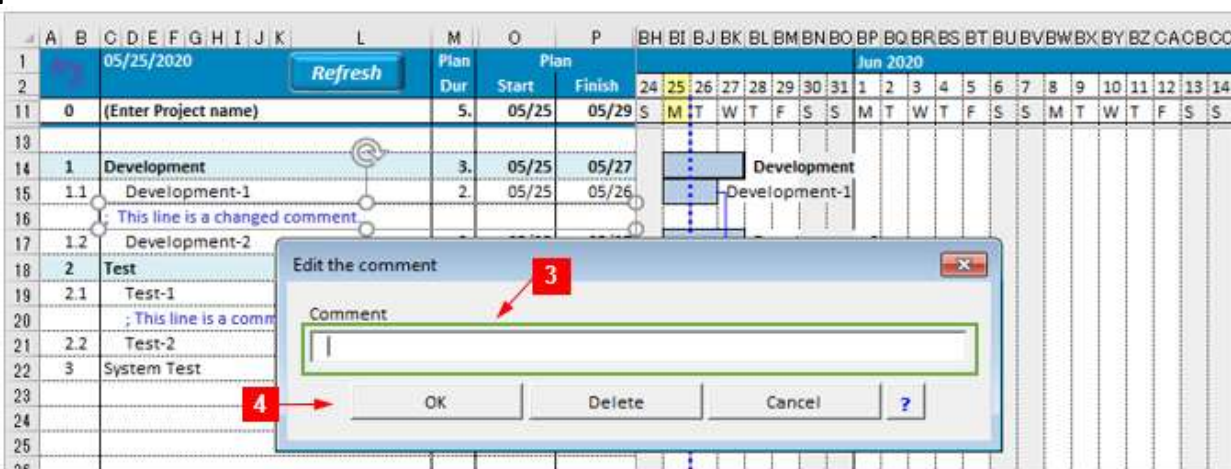 A B C D E F G H I J K L M O P BH BI BJ BK BL BM BN BO BP BQ BR BS BT BU BV BW BX BY BZ CA CB CC
1 05/25/2020 Refresh Plan Plan Jun 2020
2 Dur Start Finish 24 25 26 27 28 29 30 31 1 2 3 4 5 6 7 8 9 10 11 12 13 14
11 0 (Enter Project name) 5. 05/25 05/29 S M T W T F S S M T W T F S S M T W T F S S
13
14 1 Development 3. 05/25 05/27 Development
15 1.1 Development-1 2. 05/25 05/26 Development-1
16 ; This line is a changed comment.
17 1.2 Development-2
18 2 Test
19 2.1 Test-1
20 ; This line is a comm
21 2.2 Test-2
22 3 System Test
23
24
25
Edit the comment
3
Comment
4
OK Delete Cancel ?